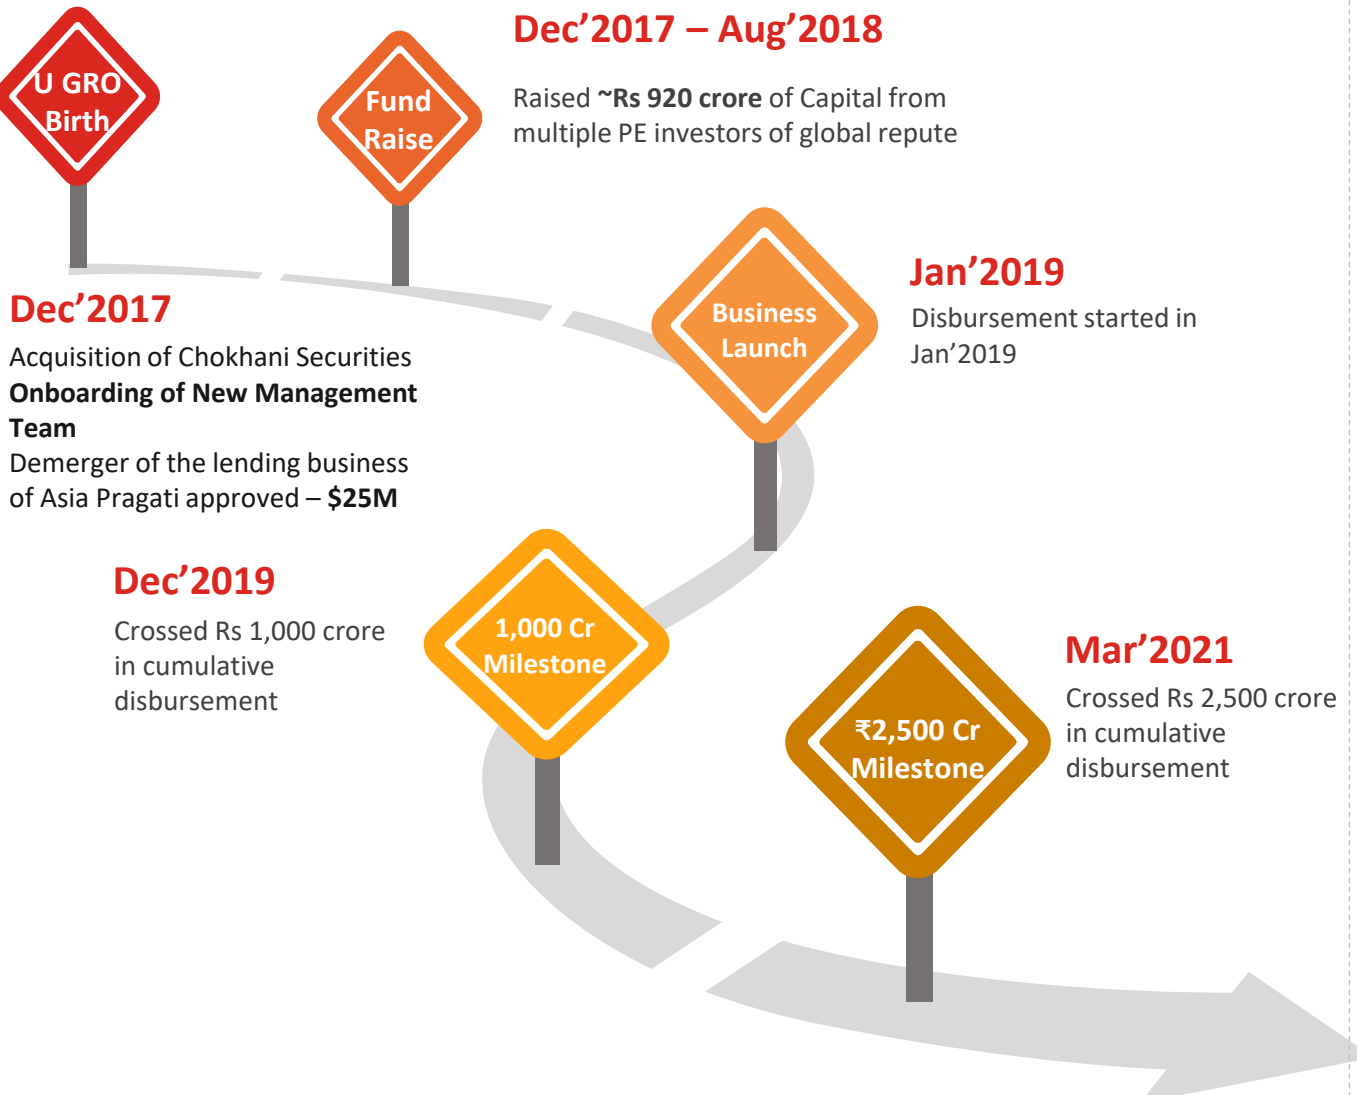 U GRO
Birth
Dec’2017
Acquisition of Chokhani Securities
Onboarding of New Management
Team
Demerger of the lending business
of Asia Pragati approved – $25M
Fund
Raise
Dec’2017 – Aug’2018
Raised ~Rs 920 crore of Capital from
multiple PE investors of global repute
Business
Launch
Jan’2019
Disbursement started in
Jan’2019
1,000 Cr
Milestone
Dec’2019
Crossed Rs 1,000 crore
in cumulative
disbursement
₹2,500 Cr
Milestone
Mar’2021
Crossed Rs 2,500 crore
in cumulative
disbursement